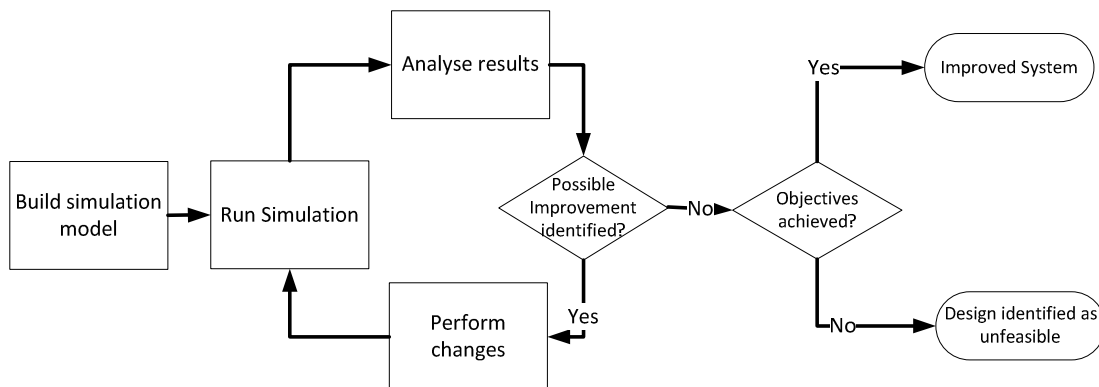 Analyse results
Yes
Improved System
Build simulation
model
Run Simulation
Possible
Improvement
identified?
No
Objectives
achieved?
Perform
changes
Yes
No
Design identified as
unfeasible